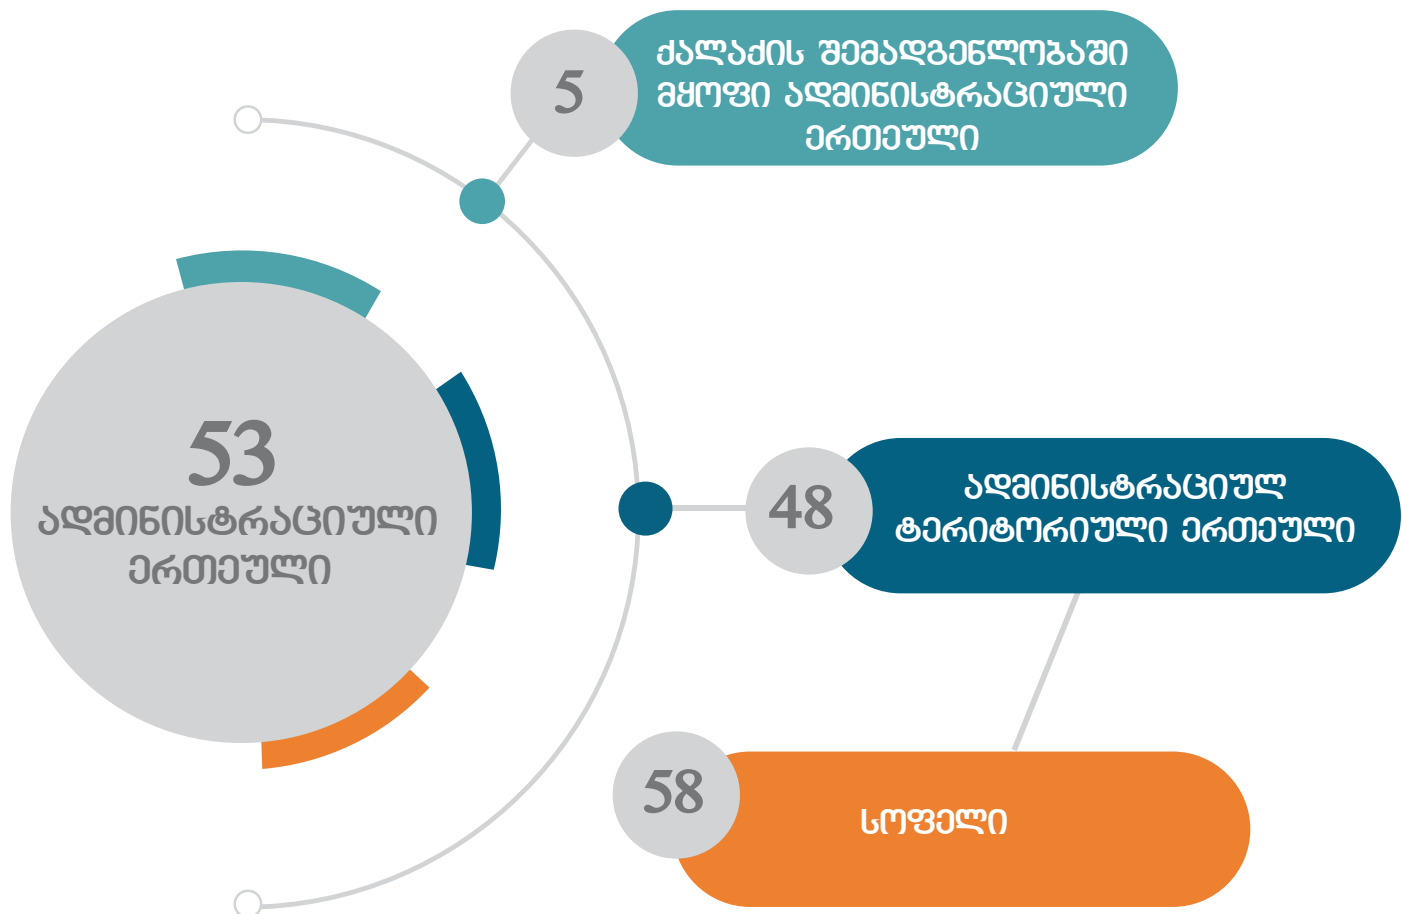 5
ქალაქის შემადგენლობაში
მყოფი ადმინისტრაციული
ერთეული
53
ადმინისტრაციული
ერთეული
48
ადმინისტრაციულ
ტერიტორიული ერთეული
58
სოფელი